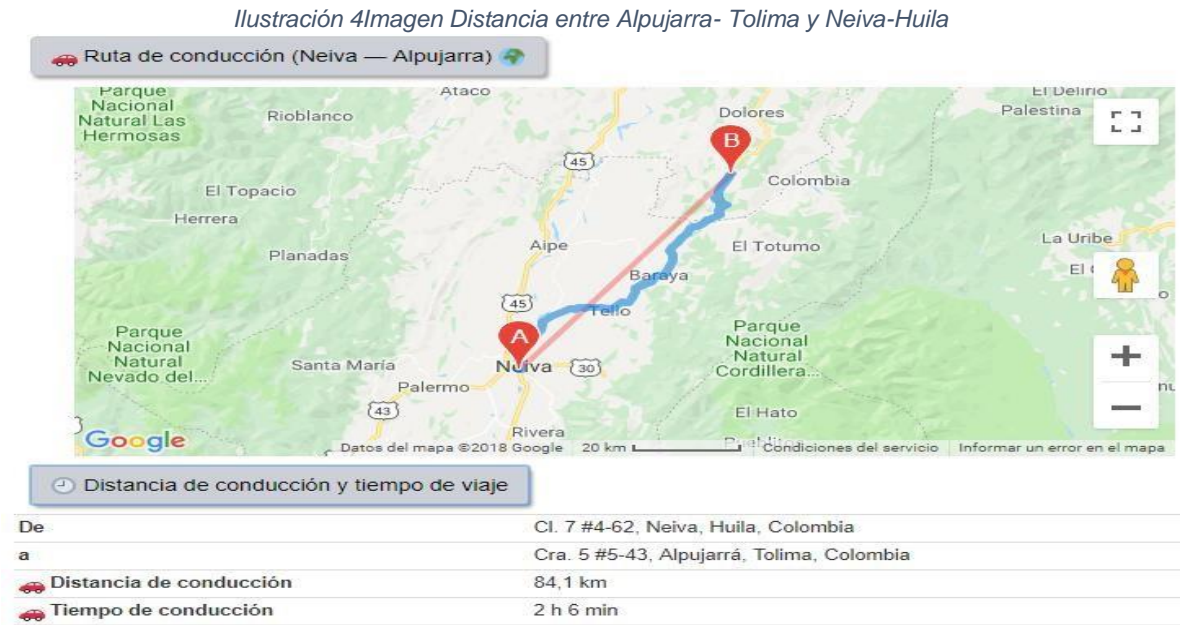 Ilustración 4Imagen Distancia entre Alpujarra- Tolima y Neiva-Huila
Ruta de conducción (Neiva — Alpujarra)
Parque
Nacional
Natural Las
Hermosas
Ataco
Rioblanco
Dolores
El Delirio
Palestina
B
45
El Topacio
Colombia
Herrera
Aipe
El Totumo
La Uribe
Planadas
Baraya
45
Tello
Parque
Nacional
Natural
Nevado del...
A
Parque
Nacional
Natural
Cordillera...
Santa María
Neiva
30
Palermo
43
El Hato
Rivera
Google
Datos del mapa ©2018 Google
20 km
Condiciones del servicio
Informar un error en el mapa
Distancia de conducción y tiempo de viaje
De Cl. 7 #4-62, Neiva, Huila, Colombia
a Cra. 5 #5-43, Alpujarrá, Tolima, Colombia
Distancia de conducción 84,1 km
Tiempo de conducción 2 h 6 min